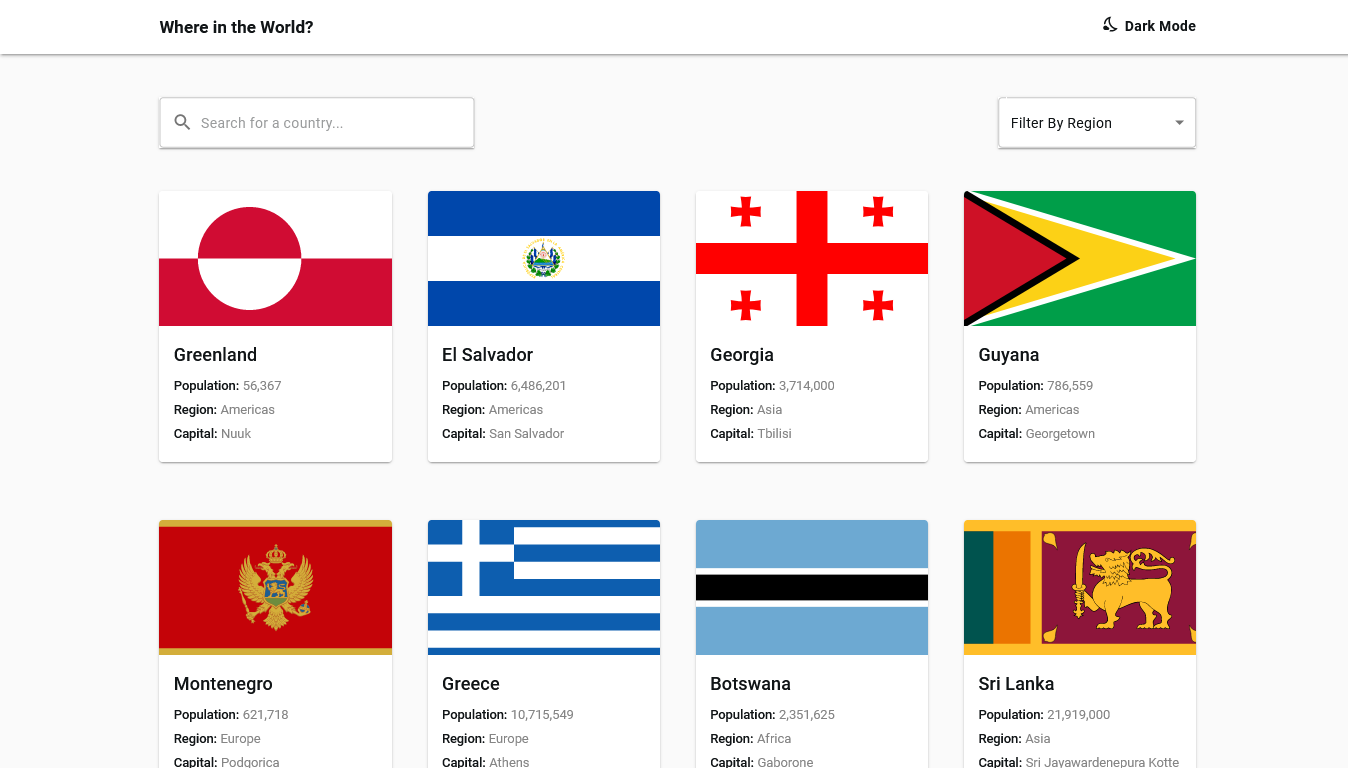 Where in the World?
Dark Mode
Search for a country...
Filter By Region
Greenland
Population: 56,367
Region: Americas
Capital: Nuuk
El Salvador
Population: 6,486,201
Region: Americas
Capital: San Salvador
Georgia
Population: 3,714,000
Region: Asia
Capital: Tbilisi
Guyana
Population: 786,559
Region: Americas
Capital: Georgetown
Montenegro
Population: 621,718
Region: Europe
Capital: Podgorica
Greece
Population: 10,715,549
Region: Europe
Capital: Athens
Botswana
Population: 2,351,625
Region: Africa
Capital: Gaborone
Sri Lanka
Population: 21,919,000
Region: Asia
Capital: Sri Jayawardenepura Kotte